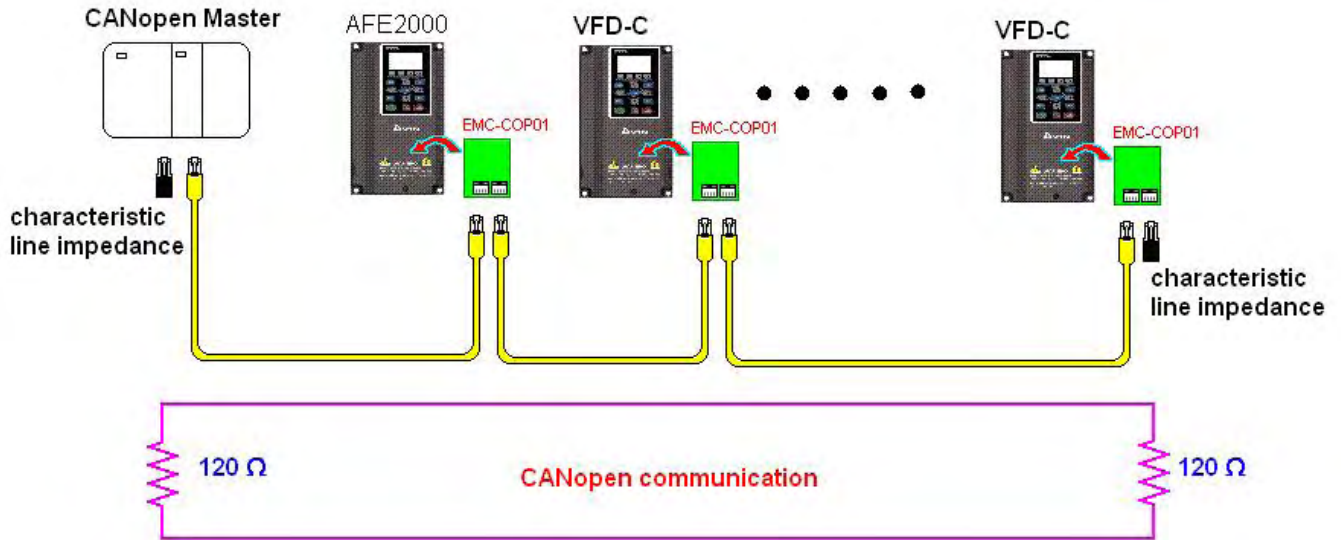 CANopen Master
AFE2000
VFD-C
VFD-C
EMC-COP01
EMC-COP01
EMC-COP01
characteristic
line impedance
characteristic
line impedance
120 Ω
CANopen communication
120 Ω